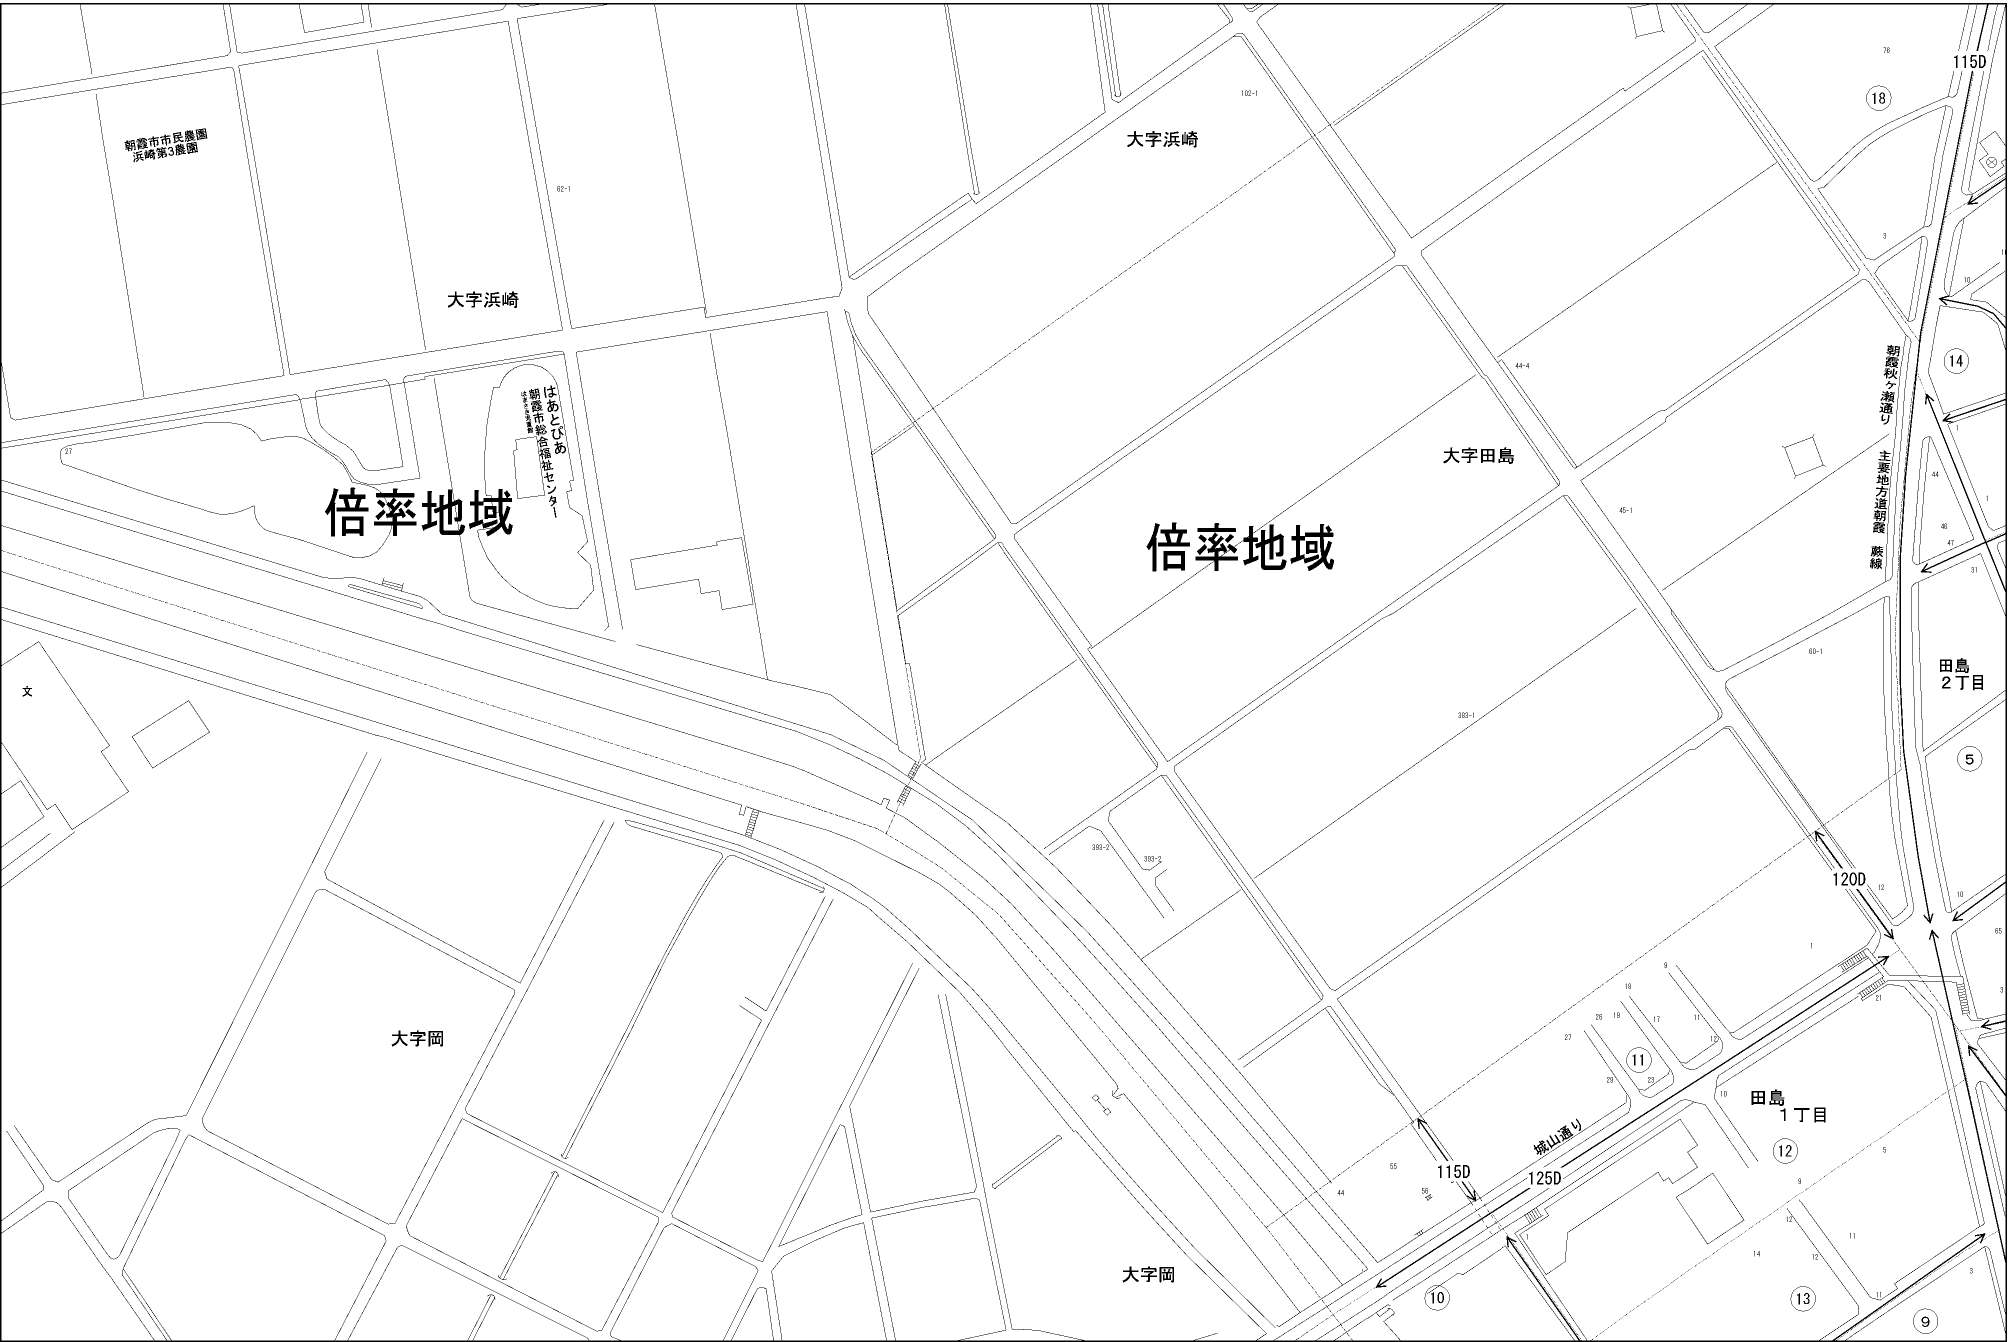 115D
76
18
102-1
大字浜崎
朝霞市市民農園
浜崎第3農園
62-1
3
10
大字浜崎
14
朝霞秋ケ瀬通り
主要地方道朝霞 蕨線
44-4
はあとぴあ
朝霞市総合福祉センター
1
27
大字田島
44
1
倍率地域
45-1
46
47
倍率地域
31
60-1
田島
2丁目
文
393-1
5
393-2
393-2
120D
12
10
65
1
9
18
3
21
26
19
17
11
27
12
大字岡
11
29
23
10
田島
1丁目
城山通り
12
5
55
115D
125D
44
56
9
12
1
11
14
12
大字岡
3
10
13
11
9